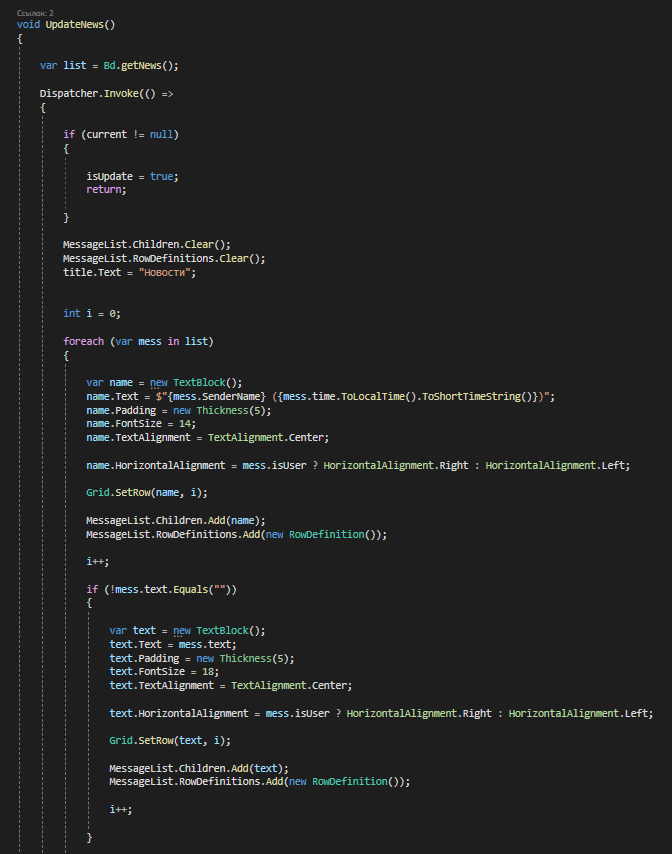 Ссылок: 2
void UpdateNews()
{
var list = Bd.getNews();
Dispatcher.Invoke(() =>
{
if (current != null)
{
isUpdate = true;
return;
}
MessageList.Children.Clear();
MessageList.RowDefinitions.Clear();
title.Text = "Новости";
int i = 0;
foreach (var mess in list)
{
var name = new TextBlock();
name.Text = $"{mess.SenderName} ({mess.time.ToLocalTime().ToShortTimeString()})";
name.Padding = new Thickness(5);
name.FontSize = 14;
name.TextAlignment = TextAlignment.Center;
name.HorizontalAlignment = mess.isUser ? HorizontalAlignment.Right : HorizontalAlignment.Left;
Grid.SetRow(name, i);
MessageList.Children.Add(name);
MessageList.RowDefinitions.Add(new RowDefinition());
i++;
if (!mess.text.Equals(""))
{
var text = new TextBlock();
text.Text = mess.text;
text.Padding = new Thickness(5);
text.FontSize = 18;
text.TextAlignment = TextAlignment.Center;
text.HorizontalAlignment = mess.isUser ? HorizontalAlignment.Right : HorizontalAlignment.Left;
Grid.SetRow(text, i);
MessageList.Children.Add(text);
MessageList.RowDefinitions.Add(new RowDefinition());
i++;
}